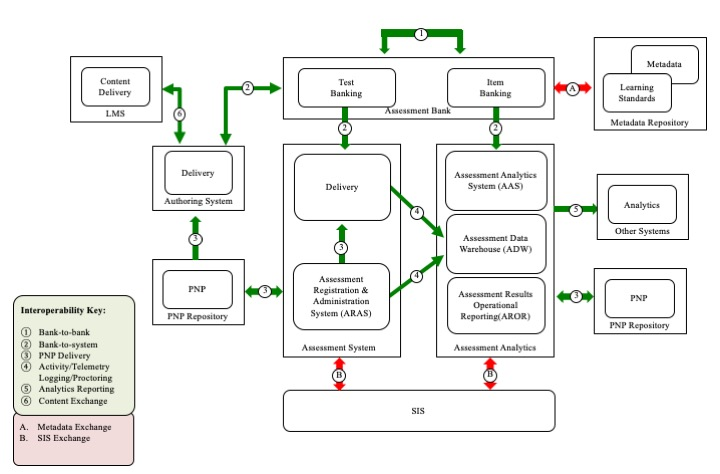 1
Content
Delivery
LMS
6
2
Test
Banking
Item
Banking
Assessment Bank
A
Metadata
Learning
Standards
Metadata Repository
2
2
Delivery
Authoring System
Delivery
Assessment Analytics
System (AAS)
4
5
Analytics
Other Systems
3
3
Assessment Data
Warehouse (ADW)
4
PNP
PNP Repository
3
Assessment
Registration &
Administration
System (ARAS)
Assessment System
Assessment Results
Operational
Reporting(AROR)
Assessment Analytics
3
PNP
PNP Repository
B
B
SIS
Interoperability Key:
① Bank-to-bank
② Bank-to-system
③ PNP Delivery
④ Activity/Telemetry
Logging/Proctoring
⑤ Analytics Reporting
⑥ Content Exchange
A. Metadata Exchange
B. SIS Exchange